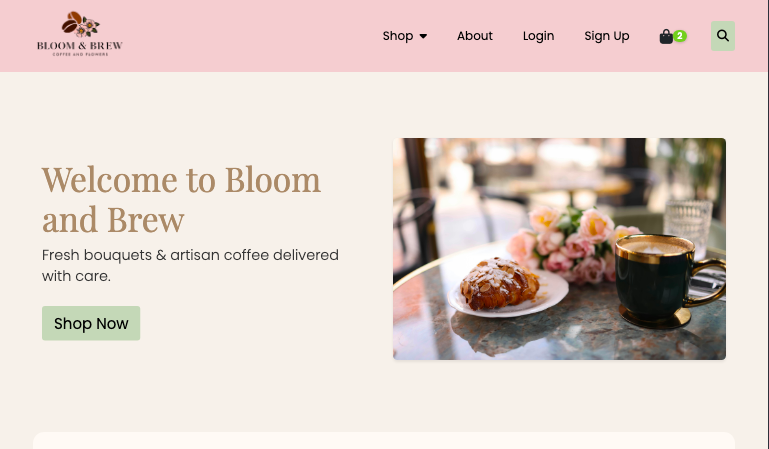 BLOOM & BREW
COFFEE AND FLOWERS
Shop
About
Login
Sign Up
2
Welcome to Bloom
and Brew
Fresh bouquets & artisan coffee delivered
with care.
Shop Now